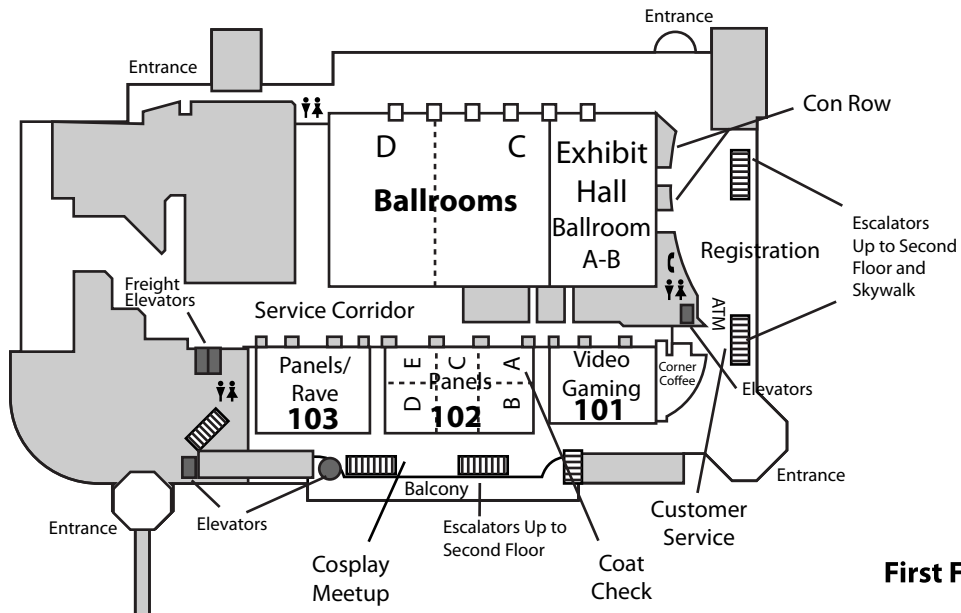 Entrance
Entrance
Con Row
D
C
Exhibit
Hall
Ballrooms
Ballroom
A-B
Registration
Escalators
Up to Second
Floor and
Skywalk
Freight
Elevators
Service Corridor
ATM
Panels/
Rave
103
E
C
A
Panels
D
102
B
Video
Gaming
101
Corner
Coffee
Elevators
Balcony
Entrance
Entrance
Elevators
Escalators Up to
Second Floor
Customer
Service
Cosplay
Meetup
Coat
Check
First F